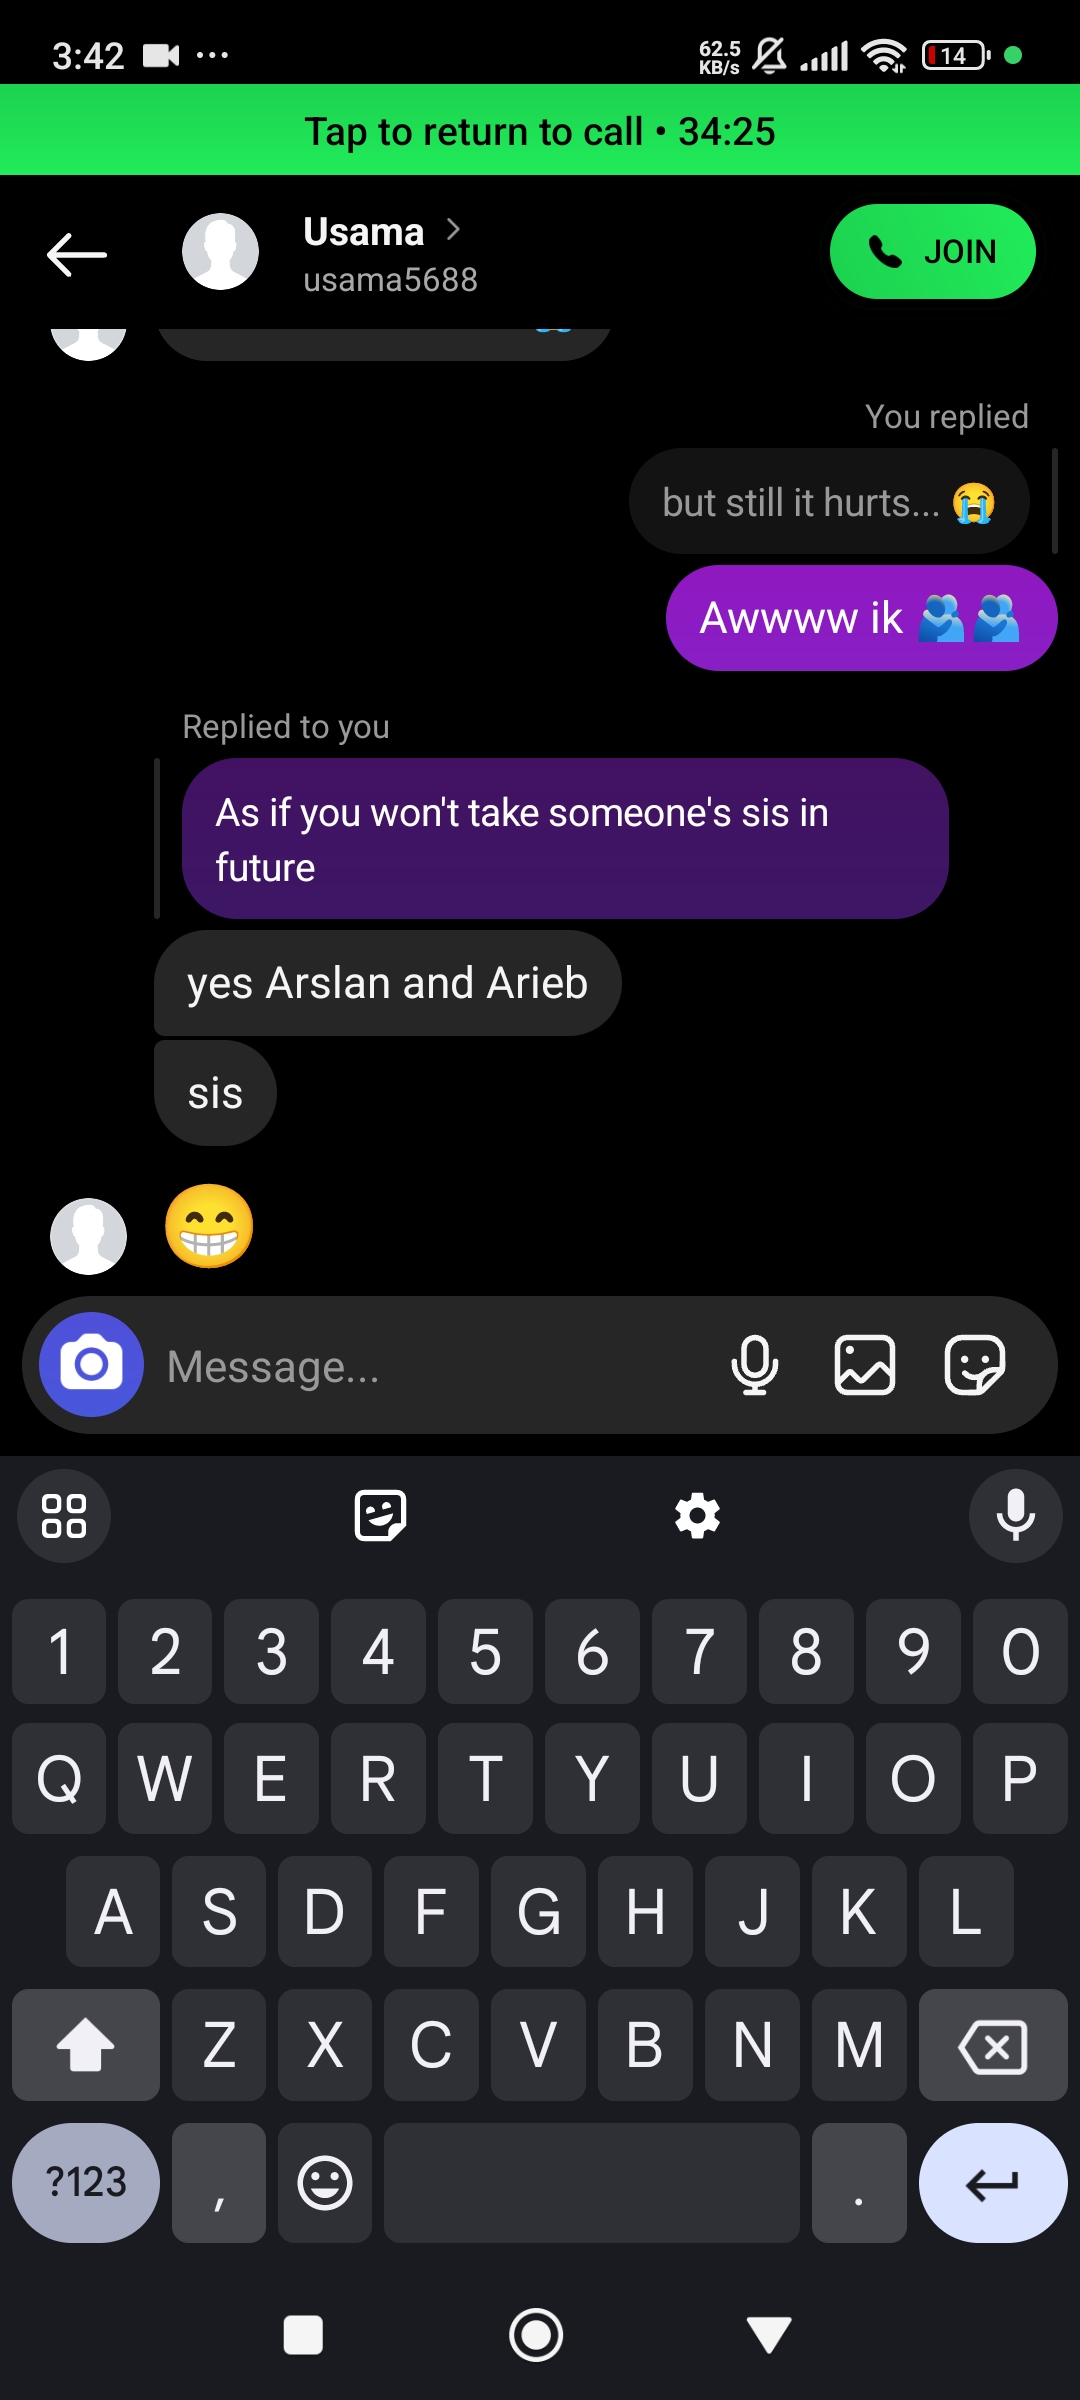 3:42
62.5
KB/s
14
Tap to return to call • 34:25
Usama
usama5688
JOIN
You replied
but still it hurts... 😭
Awwww ik 🫂🫂
Replied to you
As if you won't take someone's sis in
future
yes Arslan and Arieb
sis
😁
Message...
1 2 3 4 5 6 7 8 9 0
Q W E R T Y U I O P
A S D F G H J K L
Z X C V B N M
?123 , .